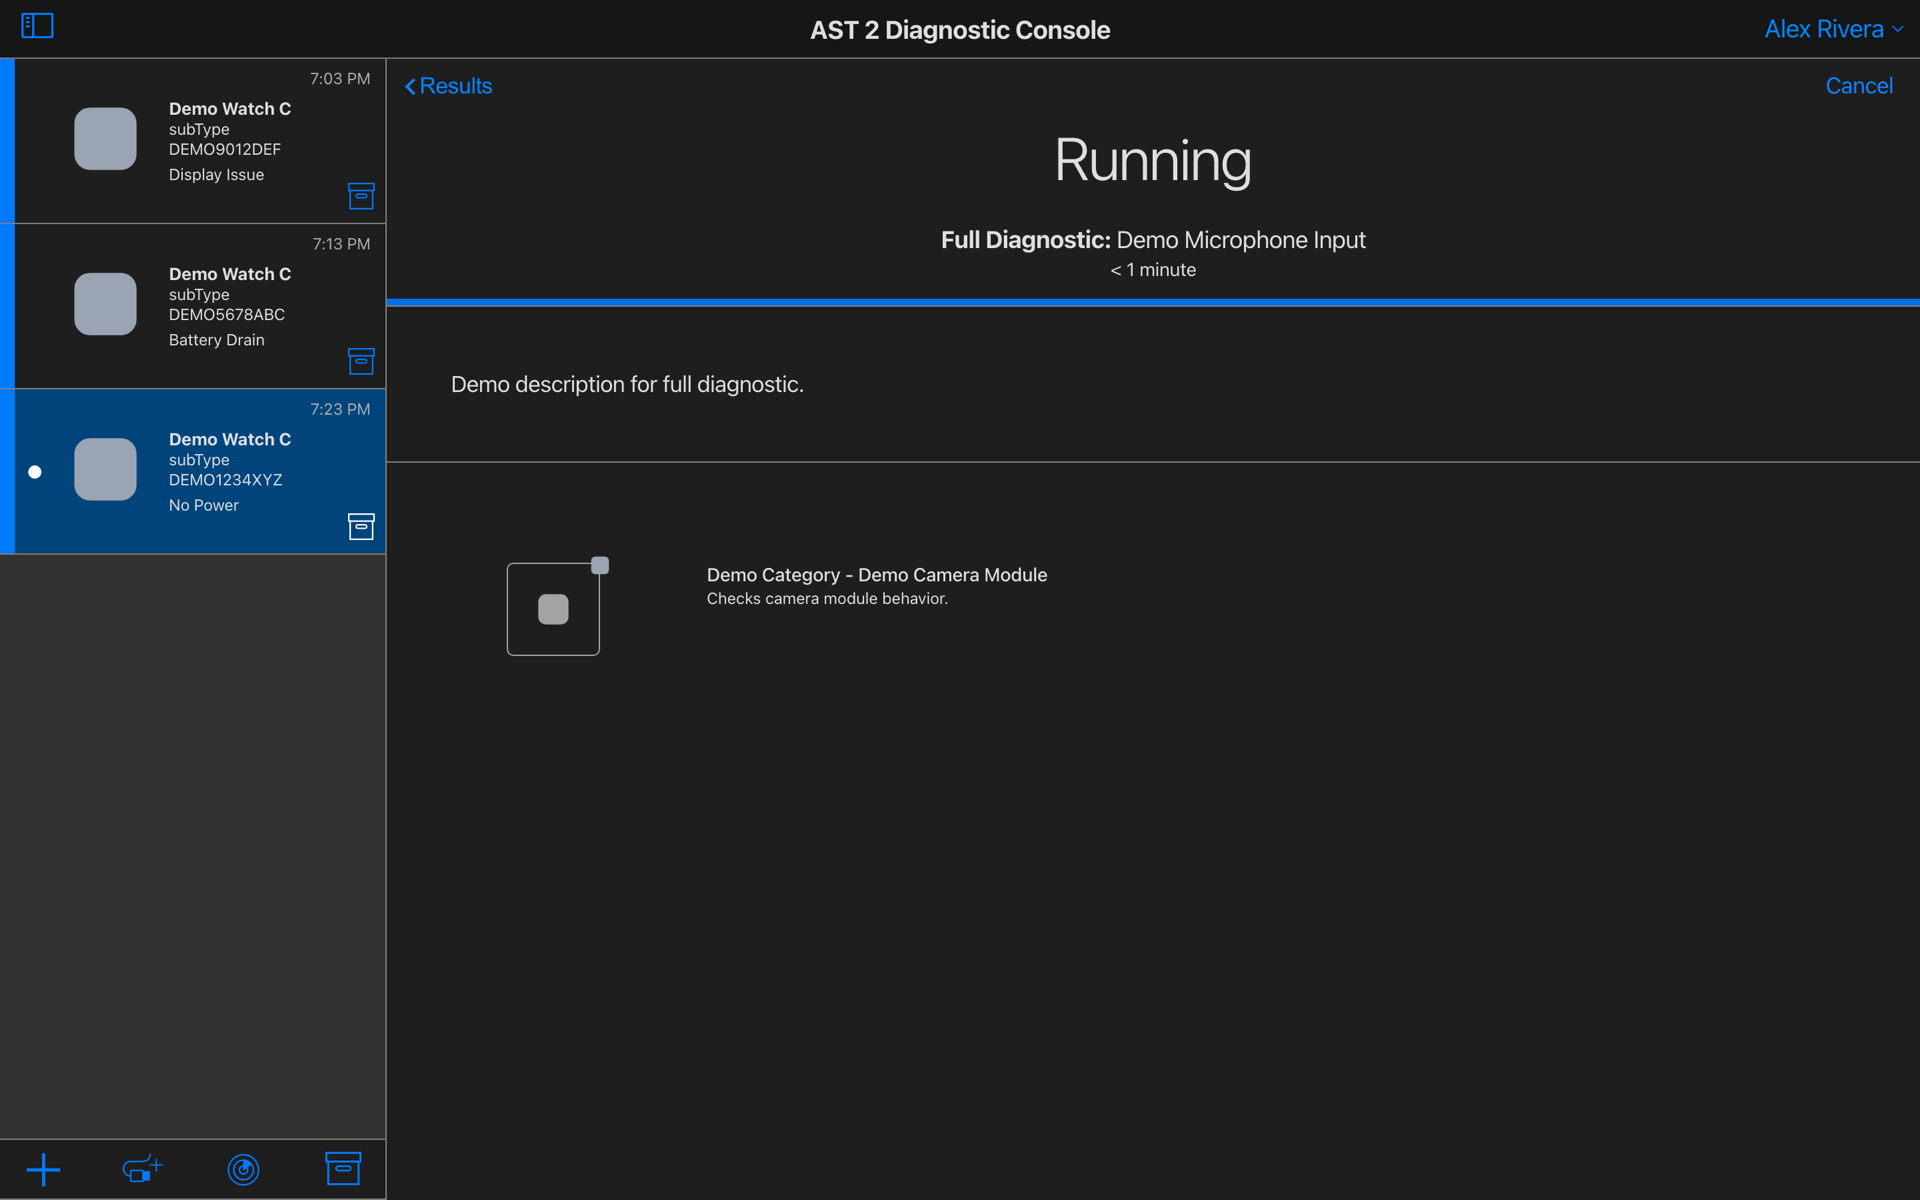 AST 2 Diagnostic Console
Alex Rivera
7:03 PM
Demo Watch C
subType
DEMO9012DEF
Display Issue
7:13 PM
Demo Watch C
subType
DEMO5678ABC
Battery Drain
7:23 PM
Demo Watch C
subType
DEMO1234XYZ
No Power
Results
Cancel
Running
Full Diagnostic: Demo Microphone Input
< 1 minute
Demo description for full diagnostic.
Demo Category - Demo Camera Module
Checks camera module behavior.